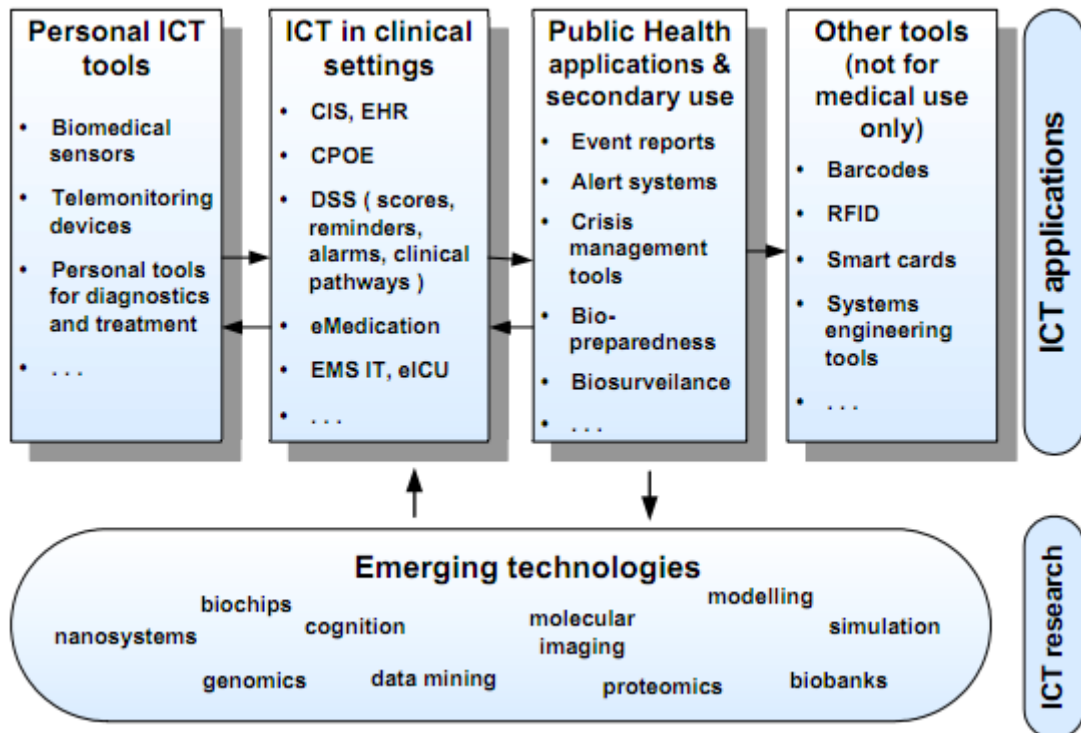 Personal ICT
tools
• Biomedical
sensors
• Telemonitoring
devices
• Personal tools
for diagnostics
and treatment
• . . .
ICT in clinical
settings
• CIS, EHR
• CPOE
• DSS ( scores,
reminders,
alarms, clinical
pathways )
• eMedication
• EMS IT, eICU
• . . .
Public Health
applications &
secondary use
• Event reports
• Alert systems
• Crisis
management
tools
• Bio-
preparedness
• Biosurveilance
• . . .
Other tools
(not for
medical use
only)
• Barcodes
• RFID
• Smart cards
• Systems
engineering
tools
• . . .
ICT applications
Emerging technologies
biochips
modelling
nanosystems
cognition
molecular
imaging
simulation
genomics
data mining
proteomics
biobanks
ICT research